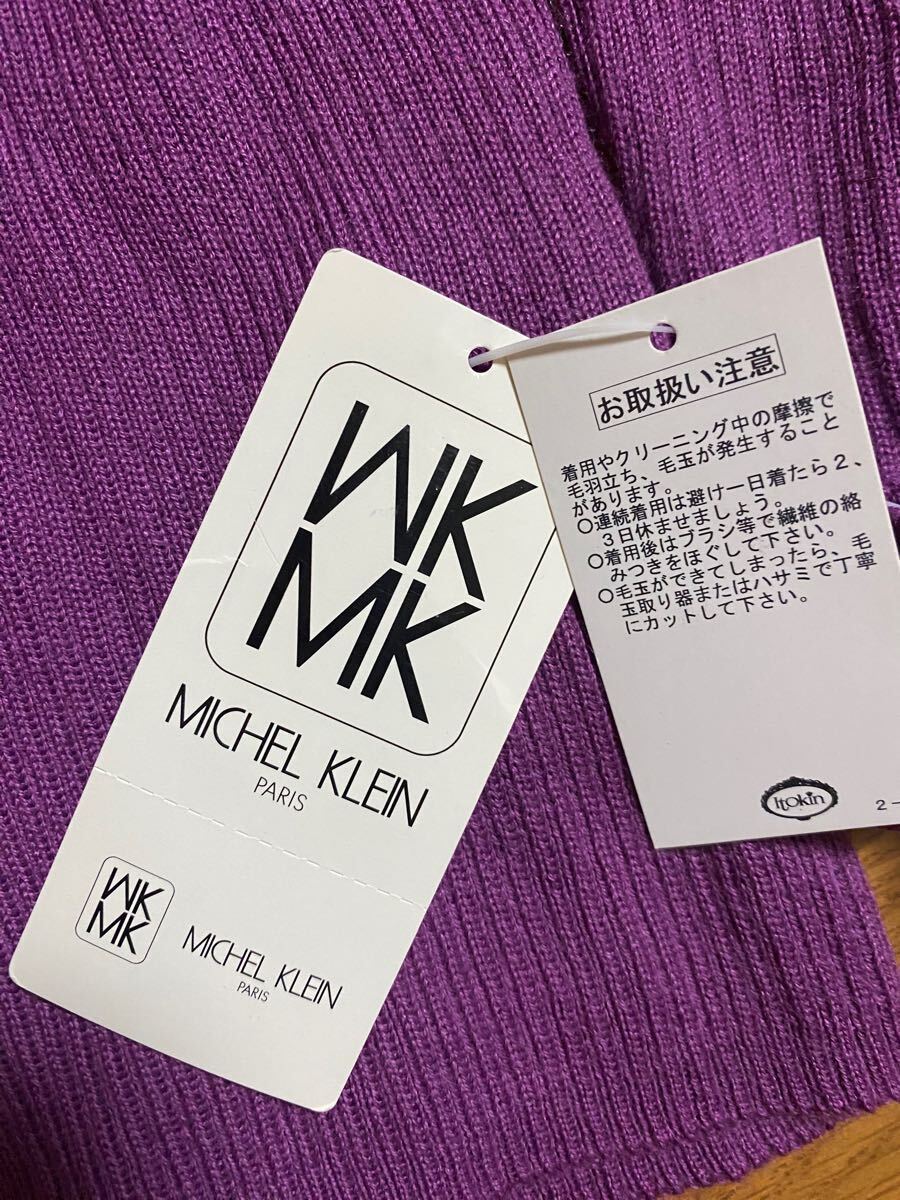 MK
MK
MICHEL KLEIN
PARIS
MK
MK
MICHEL KLEIN
PARIS
お取扱い注意
着用やクリーニング中の摩擦で
毛羽立ち、毛玉が発生すること
があります。
○連続着用は避け一日着たら２、
３日休ませましょう。
○着用後はブラシ等で繊維の絡
みつきをほぐして下さい。
○毛玉ができてしまったら、毛
玉取り器またはハサミで丁寧
にカットして下さい。
Itokin
２－